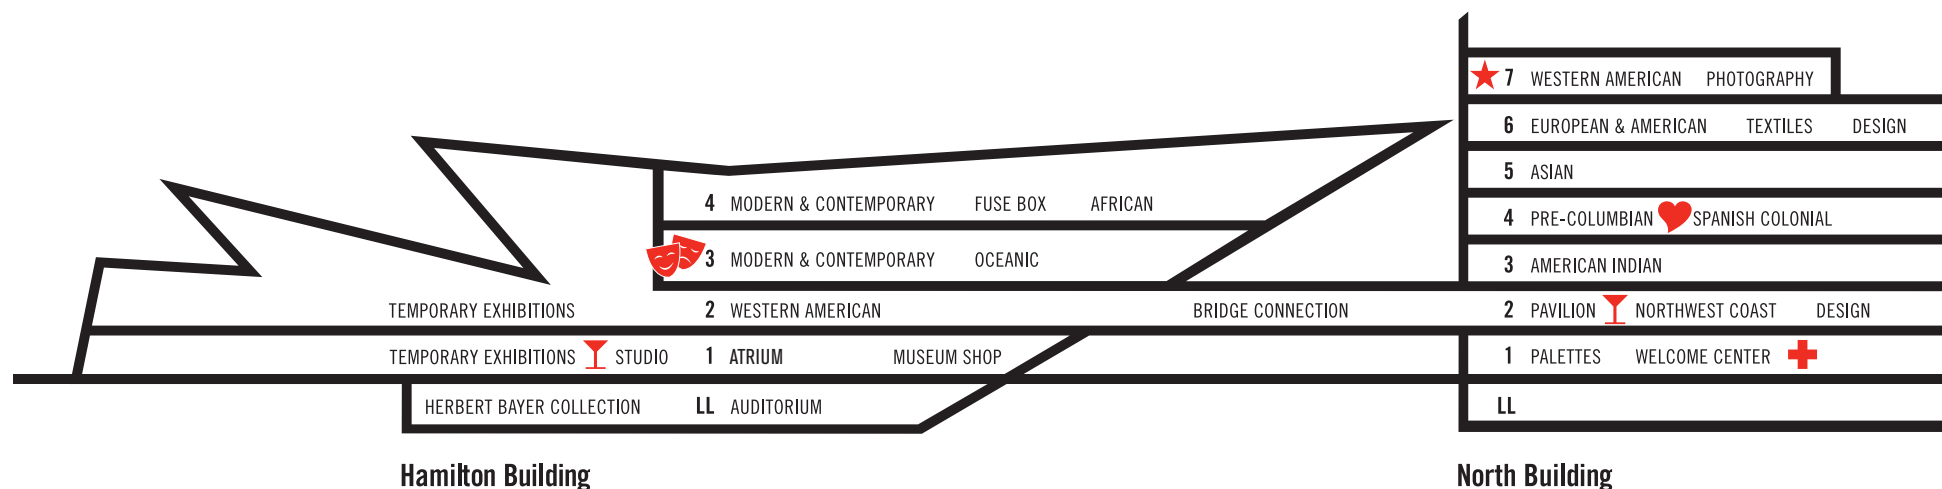 7 WESTERN AMERICAN PHOTOGRAPHY
6 EUROPEAN & AMERICAN TEXTILES DESIGN
5 ASIAN
4 MODERN & CONTEMPORARY FUSE BOX AFRICAN
4 PRE-COLUMBIAN SPANISH COLONIAL
3 MODERN & CONTEMPORARY OCEANIC
3 AMERICAN INDIAN
TEMPORARY EXHIBITIONS 2 WESTERN AMERICAN BRIDGE CONNECTION 2 PAVILION NORTHWEST COAST DESIGN
TEMPORARY EXHIBITIONS STUDIO 1 ATRIUM MUSEUM SHOP 1 PALETTES WELCOME CENTER
HERBERT BAYER COLLECTION LL AUDITORIUM LL
Hamilton Building North Building